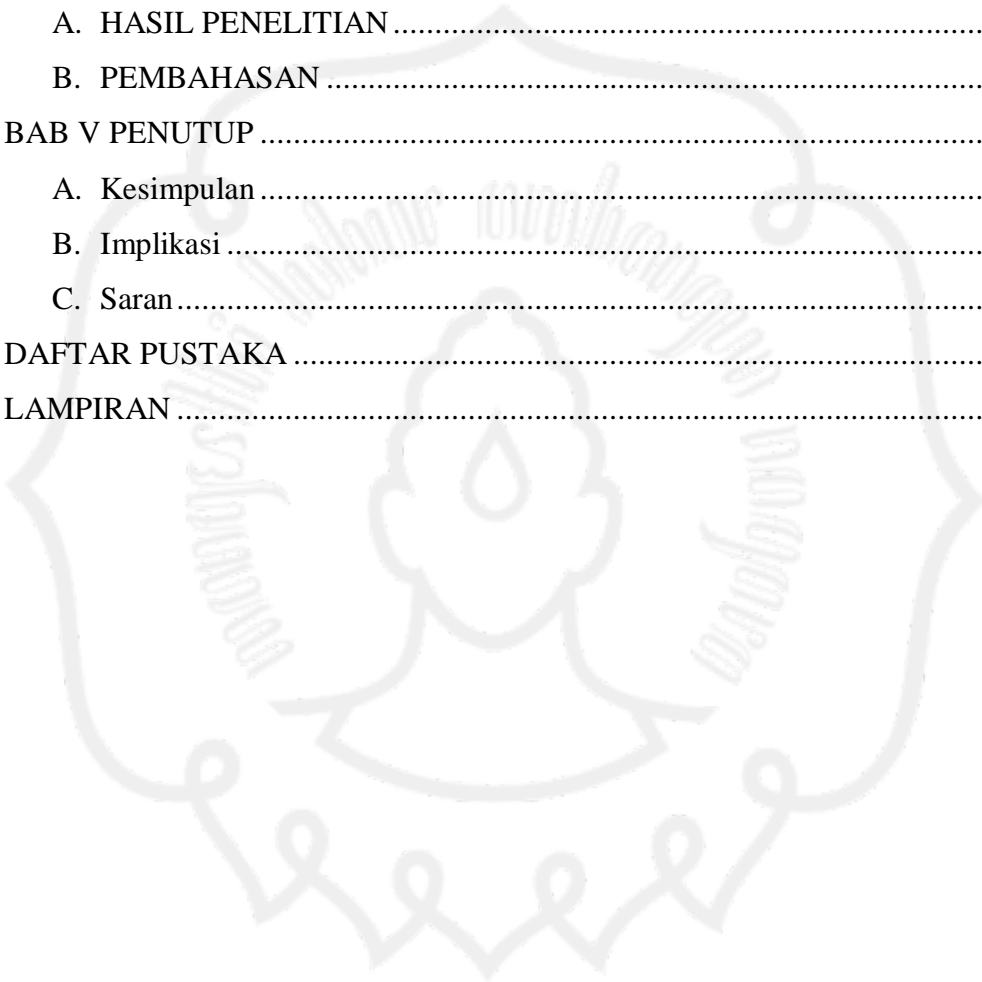 A. HASIL PENELITIAN ........................................................................
B. PEMBAHASAN ................................................................................
BAB V PENUTUP ........................................................................................
A. Kesimpulan ........................................................................................
B. Implikasi ............................................................................................
C. Saran ..................................................................................................
DAFTAR PUSTAKA ....................................................................................
LAMPIRAN ..................................................................................................